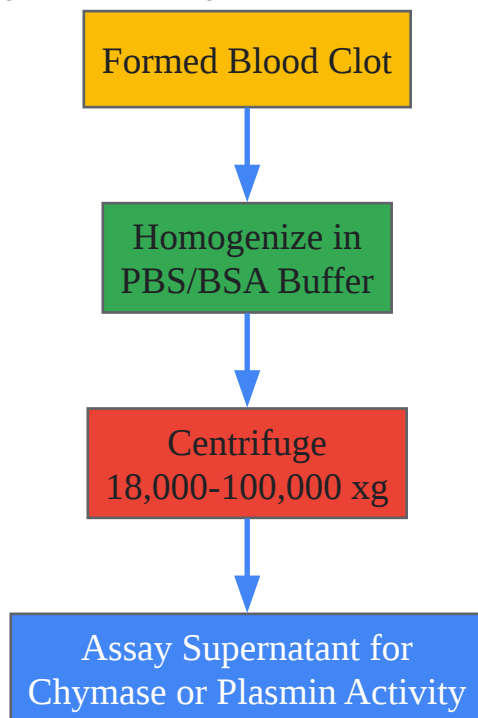 Formed Blood Clot
Homogenize in
PBS/BSA Buffer
Centrifuge
18,000-100,000 xg
Assay Supernatant for
Chymase or Plasmin Activity